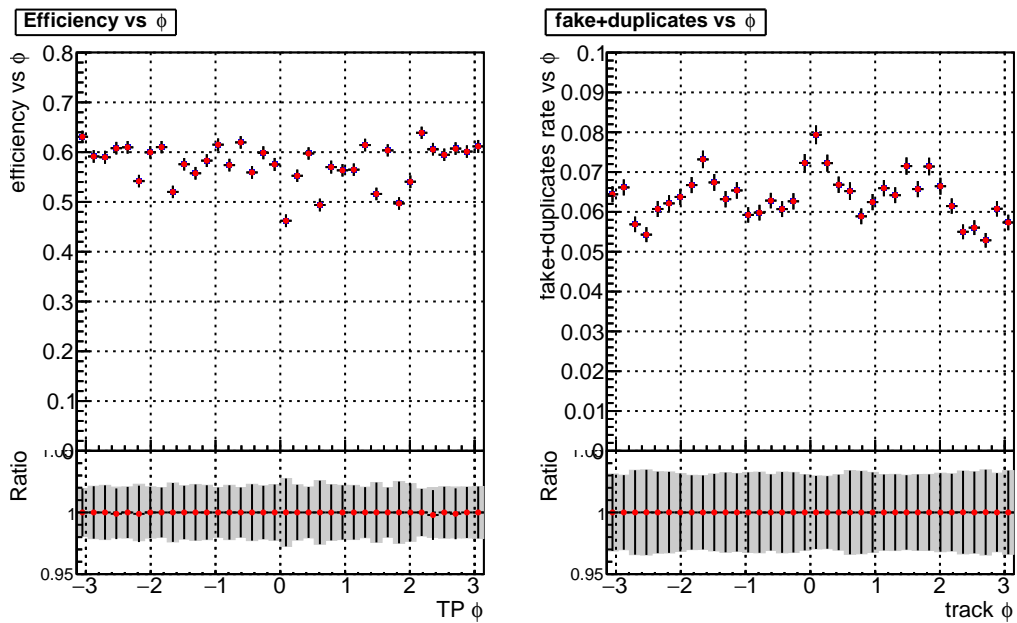 Efficiency vs ϕ
efficiency vs ϕ
0.8
0.7
0.6
0.5
0.4
0.3
0.2
0.1
0
Ratio
1
0.95
−3 −2 −1 0 1 2 3
TP ϕ
fake+duplicates vs ϕ
fake+duplicates rate vs ϕ
0.1
0.09
0.08
0.07
0.06
0.05
0.04
0.03
0.02
0.01
0
Ratio
1
0.95
−3 −2 −1 0 1 2 3
track ϕ